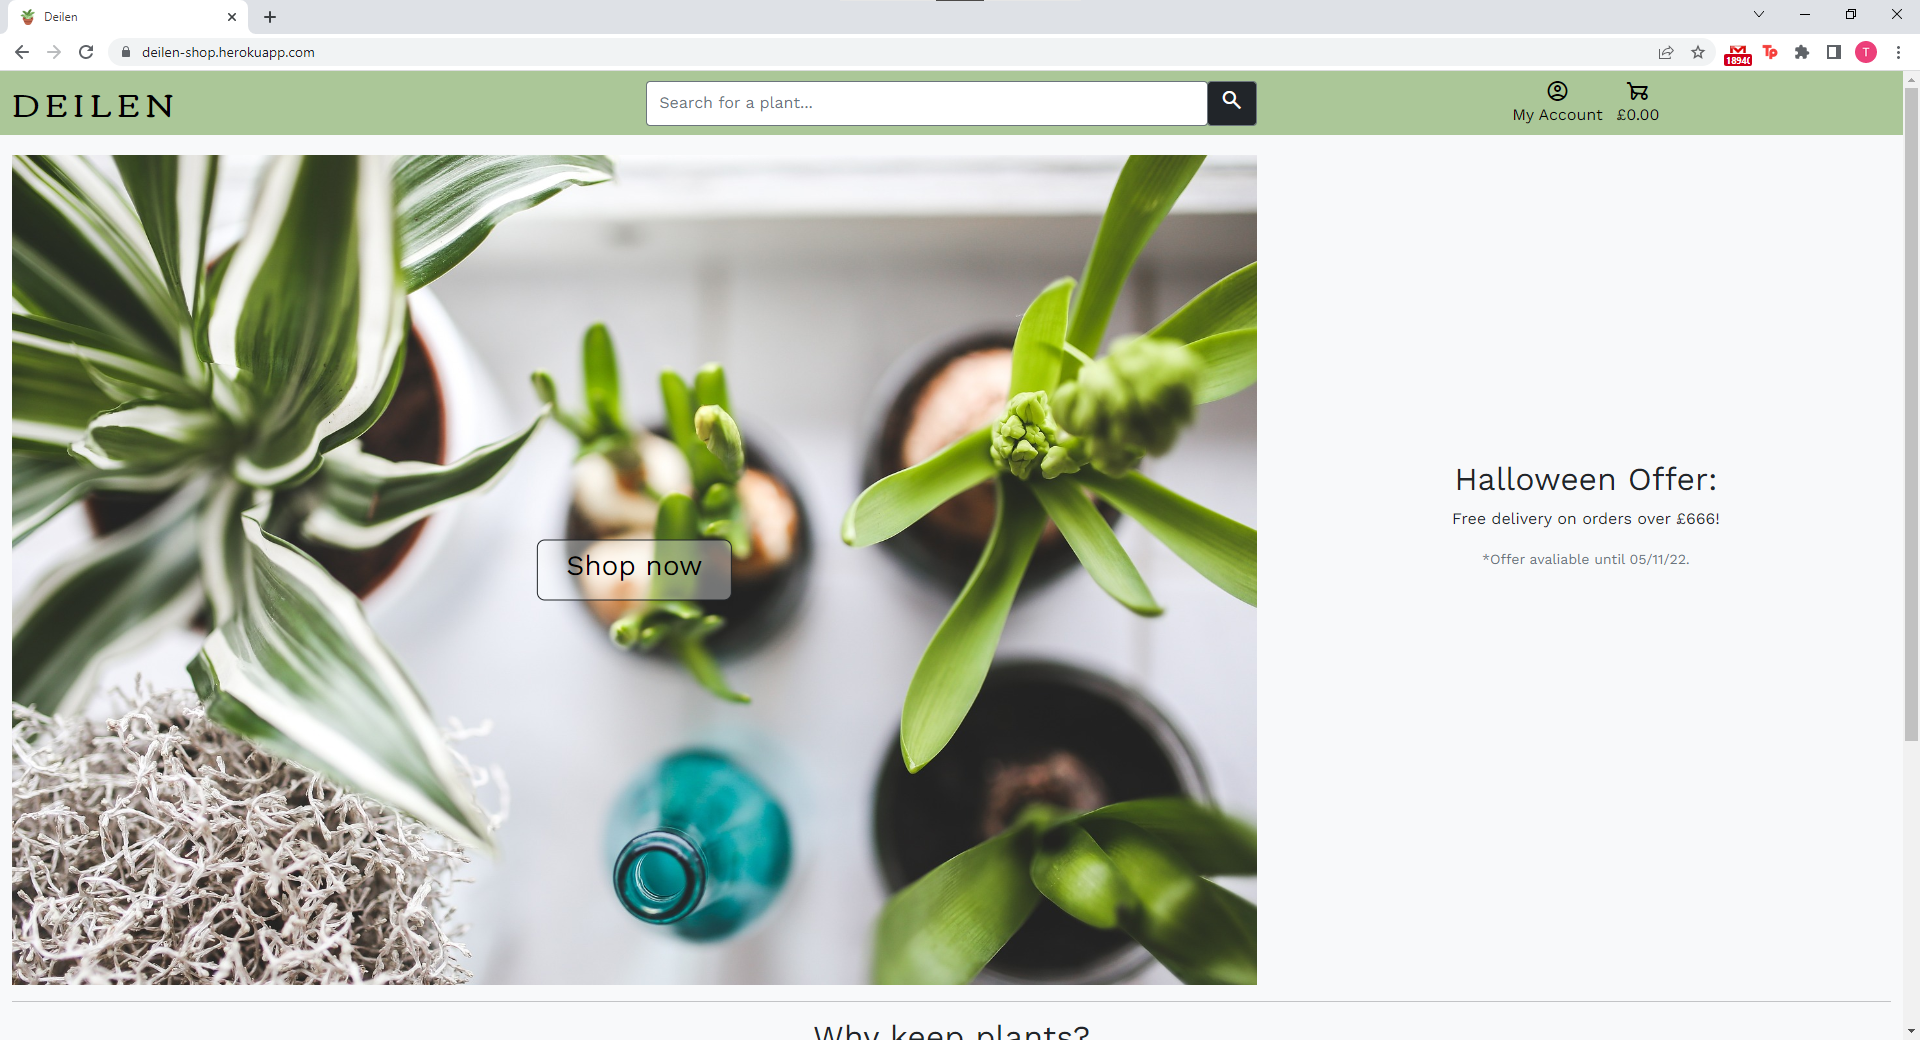 Deilen
deilen-shop.herokuapp.com
1894(
Tp
T
DEILEN
Search for a plant...
My Account
£0.00
Shop now
Halloween Offer:
Free delivery on orders over £666!
*Offer avaliable until 05/11/22.
Why keep plants?